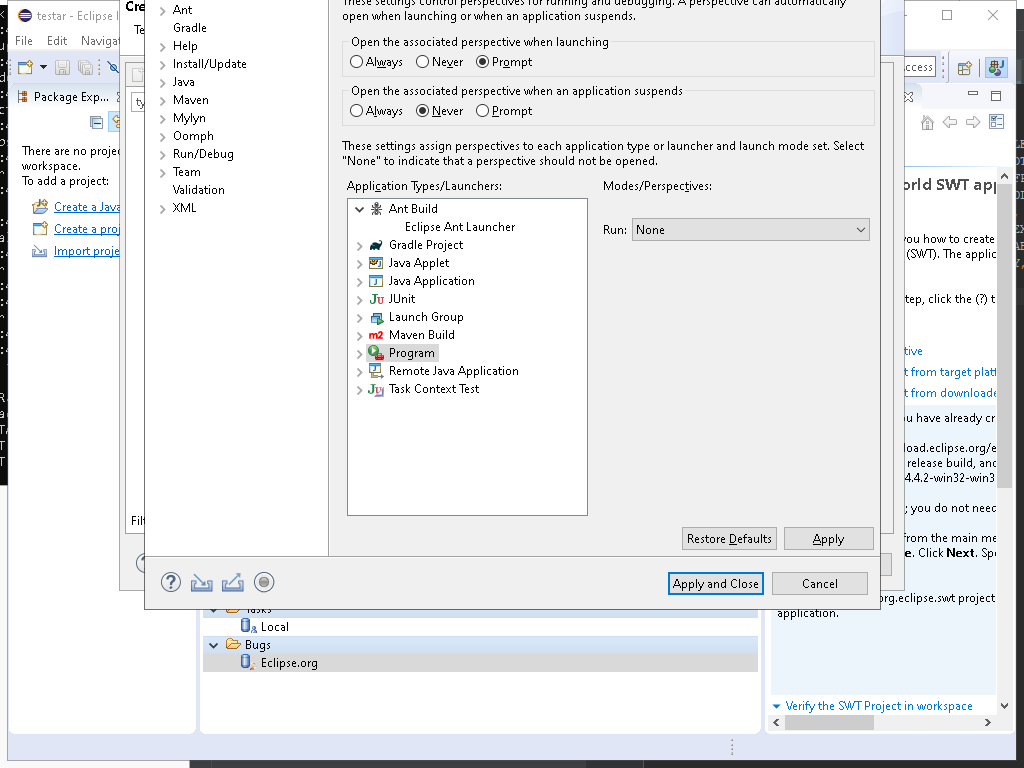 testar - Eclipse I
File
Edit
Navigat
Package Exp...
There are no proje
workspace.
To add a project:
Create a Java
Create a proj
Import proje
Cre
Te
ty
Filt
Ant
Gradle
Help
Install/Update
Java
Maven
Mylyn
Oomph
Run/Debug
Team
Validation
XML
These settings control perspectives for running and debugging. A perspective can automatically
open when launching or when an application suspends.
Open the associated perspective when launching
Always
Never
Prompt
Open the associated perspective when an application suspends
Always
Never
Prompt
These settings assign perspectives to each application type or launcher and launch mode set. Select
"None" to indicate that a perspective should not be opened.
Application Types/Launchers:
Modes/Perspectives:
Ant Build
Eclipse Ant Launcher
Gradle Project
Java Applet
Java Application
JUnit
Launch Group
Maven Build
Program
Remote Java Application
Task Context Test
Run:
None
Restore Defaults
Apply
Apply and Close
Cancel
ccess
orld SWT app
you how to create
(SWT). The applic
tep, click the (?) t
tive
t from target platf
t from downloade
ou have already cr
load.eclipse.org/e
release build, and
4.4.2-win32-win3
; you do not need
from the main me
e. Click Next. Spe
org.eclipse.swt project
application.
Verify the SWT Project in workspace
Tasks
Local
Bugs
Eclipse.org